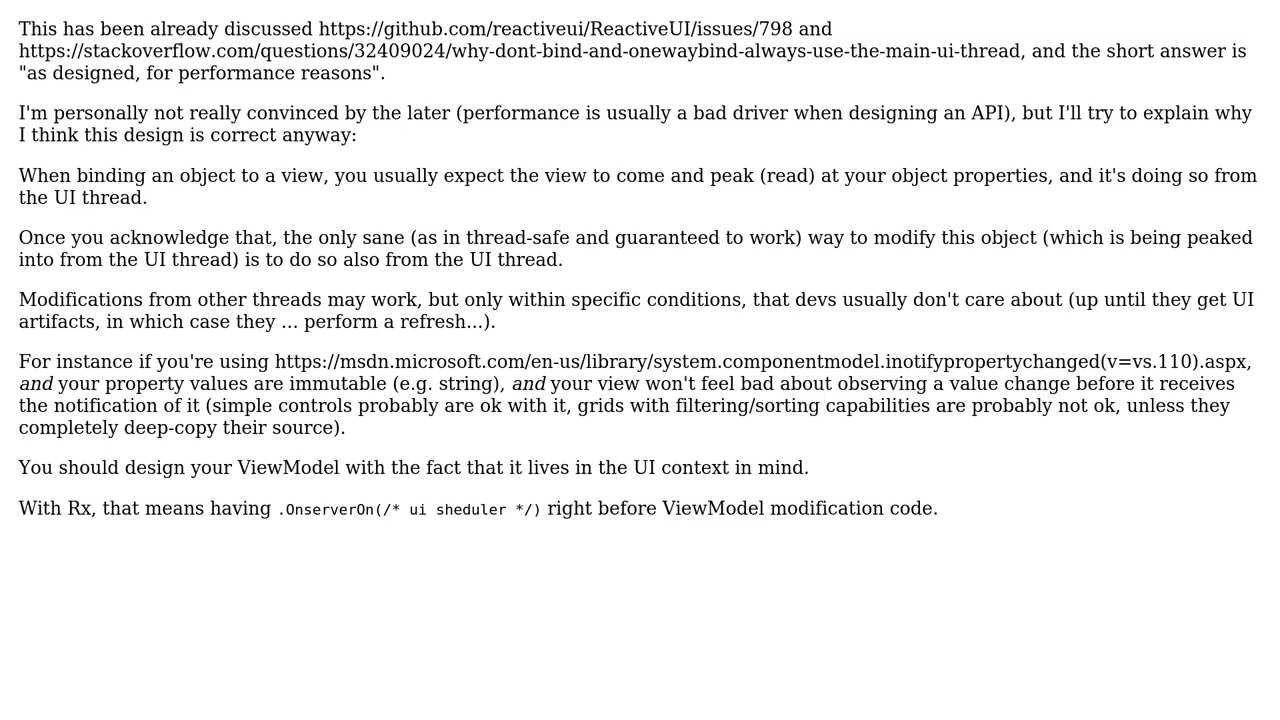 This has been already discussed https://github.com/reactiveui/ReactiveUI/issues/798 and
https://stackoverflow.com/questions/32409024/why-dont-bind-and-onewaybind-always-use-the-main-ui-thread, and the short answer is
"as designed, for performance reasons".
I'm personally not really convinced by the later (performance is usually a bad driver when designing an API), but I'll try to explain why
I think this design is correct anyway:
When binding an object to a view, you usually expect the view to come and peak (read) at your object properties, and it's doing so from
the UI thread.
Once you acknowledge that, the only sane (as in thread-safe and guaranteed to work) way to modify this object (which is being peaked
into from the UI thread) is to do so also from the UI thread.
Modifications from other threads may work, but only within specific conditions, that devs usually don't care about (up until they get UI
artifacts, in which case they ... perform a refresh...).
For instance if you're using https://msdn.microsoft.com/en-us/library/system.componentmodel.inotifypropertychanged(v=vs.110).aspx,
and your property values are immutable (e.g. string), and your view won't feel bad about observing a value change before it receives
the notification of it (simple controls probably are ok with it, grids with filtering/sorting capabilities are probably not ok, unless they
completely deep-copy their source).
You should design your ViewModel with the fact that it lives in the UI context in mind.
With Rx, that means having .OnserverOn(/* ui sheduler */) right before ViewModel modification code.